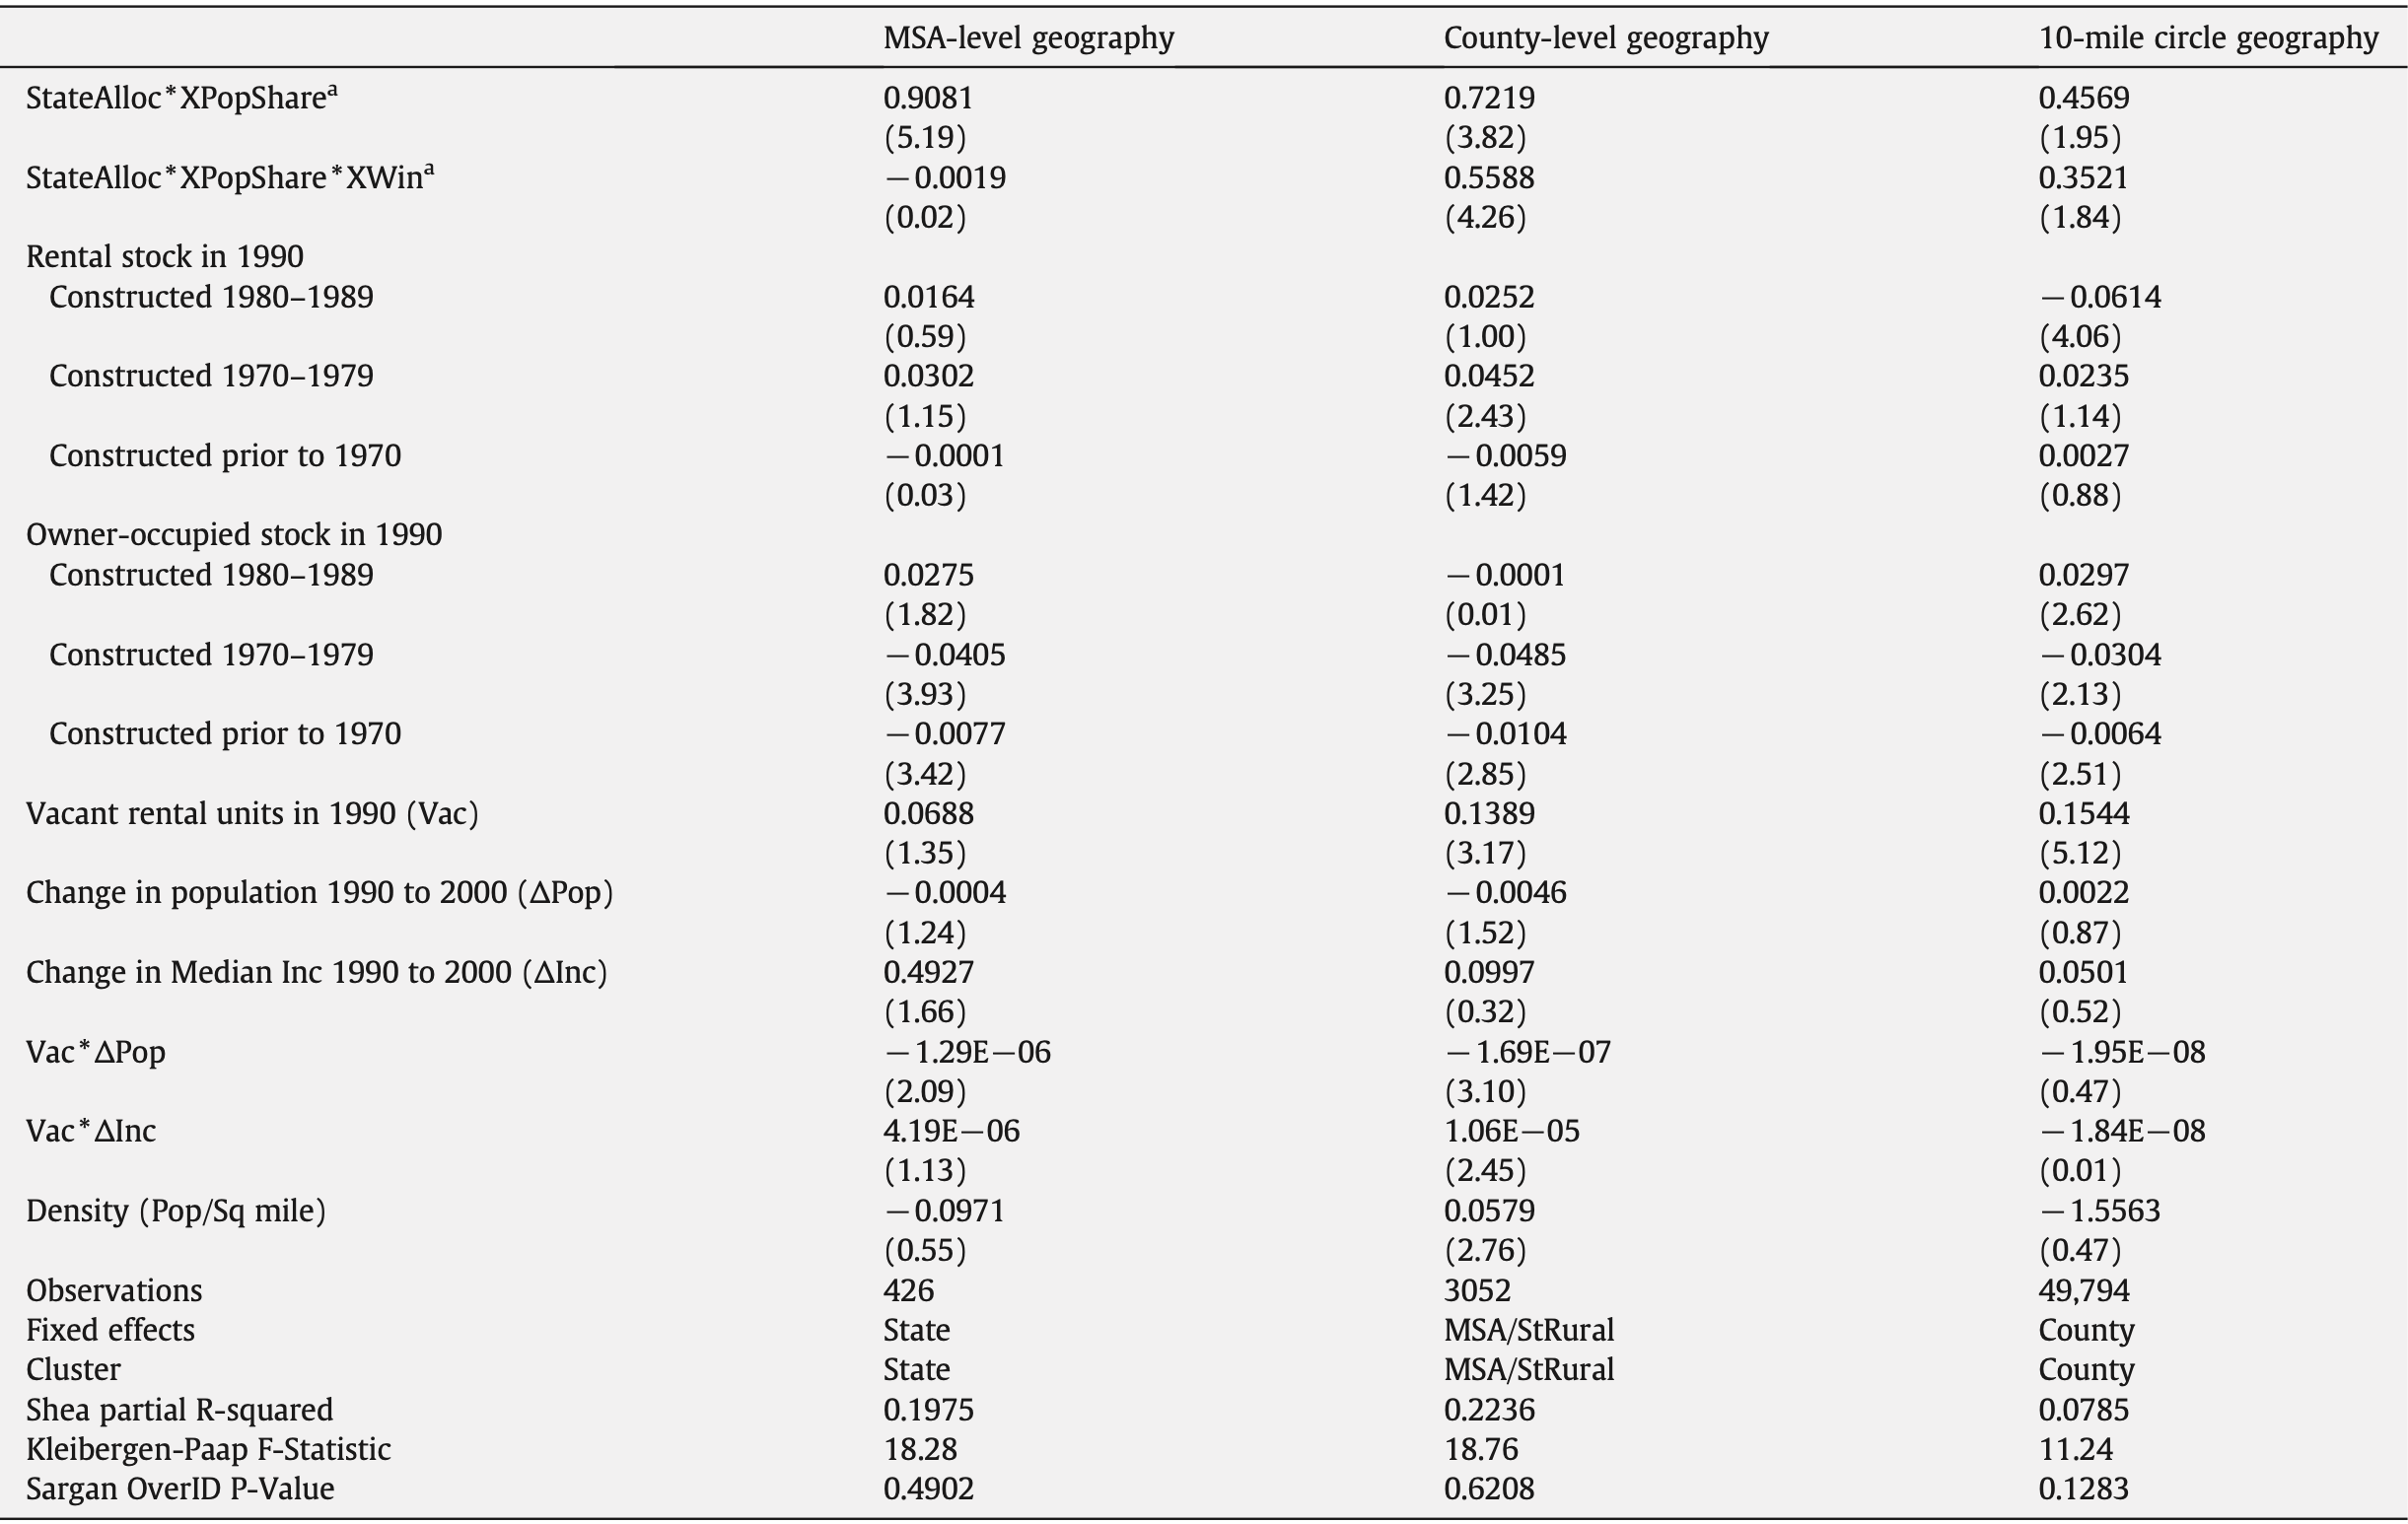 MSA-level geography County-level geography 10-mile circle geography
StateAlloc*XPopShareᵃ 0.9081 0.7219 0.4569
(5.19) (3.82) (1.95)
StateAlloc*XPopShare*XWinᵃ −0.0019 0.5588 0.3521
(0.02) (4.26) (1.84)
Rental stock in 1990
Constructed 1980–1989 0.0164 0.0252 −0.0614
(0.59) (1.00) (4.06)
Constructed 1970–1979 0.0302 0.0452 0.0235
(1.15) (2.43) (1.14)
Constructed prior to 1970 −0.0001 −0.0059 0.0027
(0.03) (1.42) (0.88)
Owner-occupied stock in 1990
Constructed 1980–1989 0.0275 −0.0001 0.0297
(1.82) (0.01) (2.62)
Constructed 1970–1979 −0.0405 −0.0485 −0.0304
(3.93) (3.25) (2.13)
Constructed prior to 1970 −0.0077 −0.0104 −0.0064
(3.42) (2.85) (2.51)
Vacant rental units in 1990 (Vac) 0.0688 0.1389 0.1544
(1.35) (3.17) (5.12)
Change in population 1990 to 2000 (ΔPop) −0.0004 −0.0046 0.0022
(1.24) (1.52) (0.87)
Change in Median Inc 1990 to 2000 (ΔInc) 0.4927 0.0997 0.0501
(1.66) (0.32) (0.52)
Vac*ΔPop −1.29E−06 −1.69E−07 −1.95E−08
(2.09) (3.10) (0.47)
Vac*ΔInc 4.19E−06 1.06E−05 −1.84E−08
(1.13) (2.45) (0.01)
Density (Pop/Sq mile) −0.0971 0.0579 −1.5563
(0.55) (2.76) (0.47)
Observations 426 3052 49,794
Fixed effects State MSA/StRural County
Cluster State MSA/StRural County
Shea partial R-squared 0.1975 0.2236 0.0785
Kleibergen-Paap F-Statistic 18.28 18.76 11.24
Sargan OverID P-Value 0.4902 0.6208 0.1283